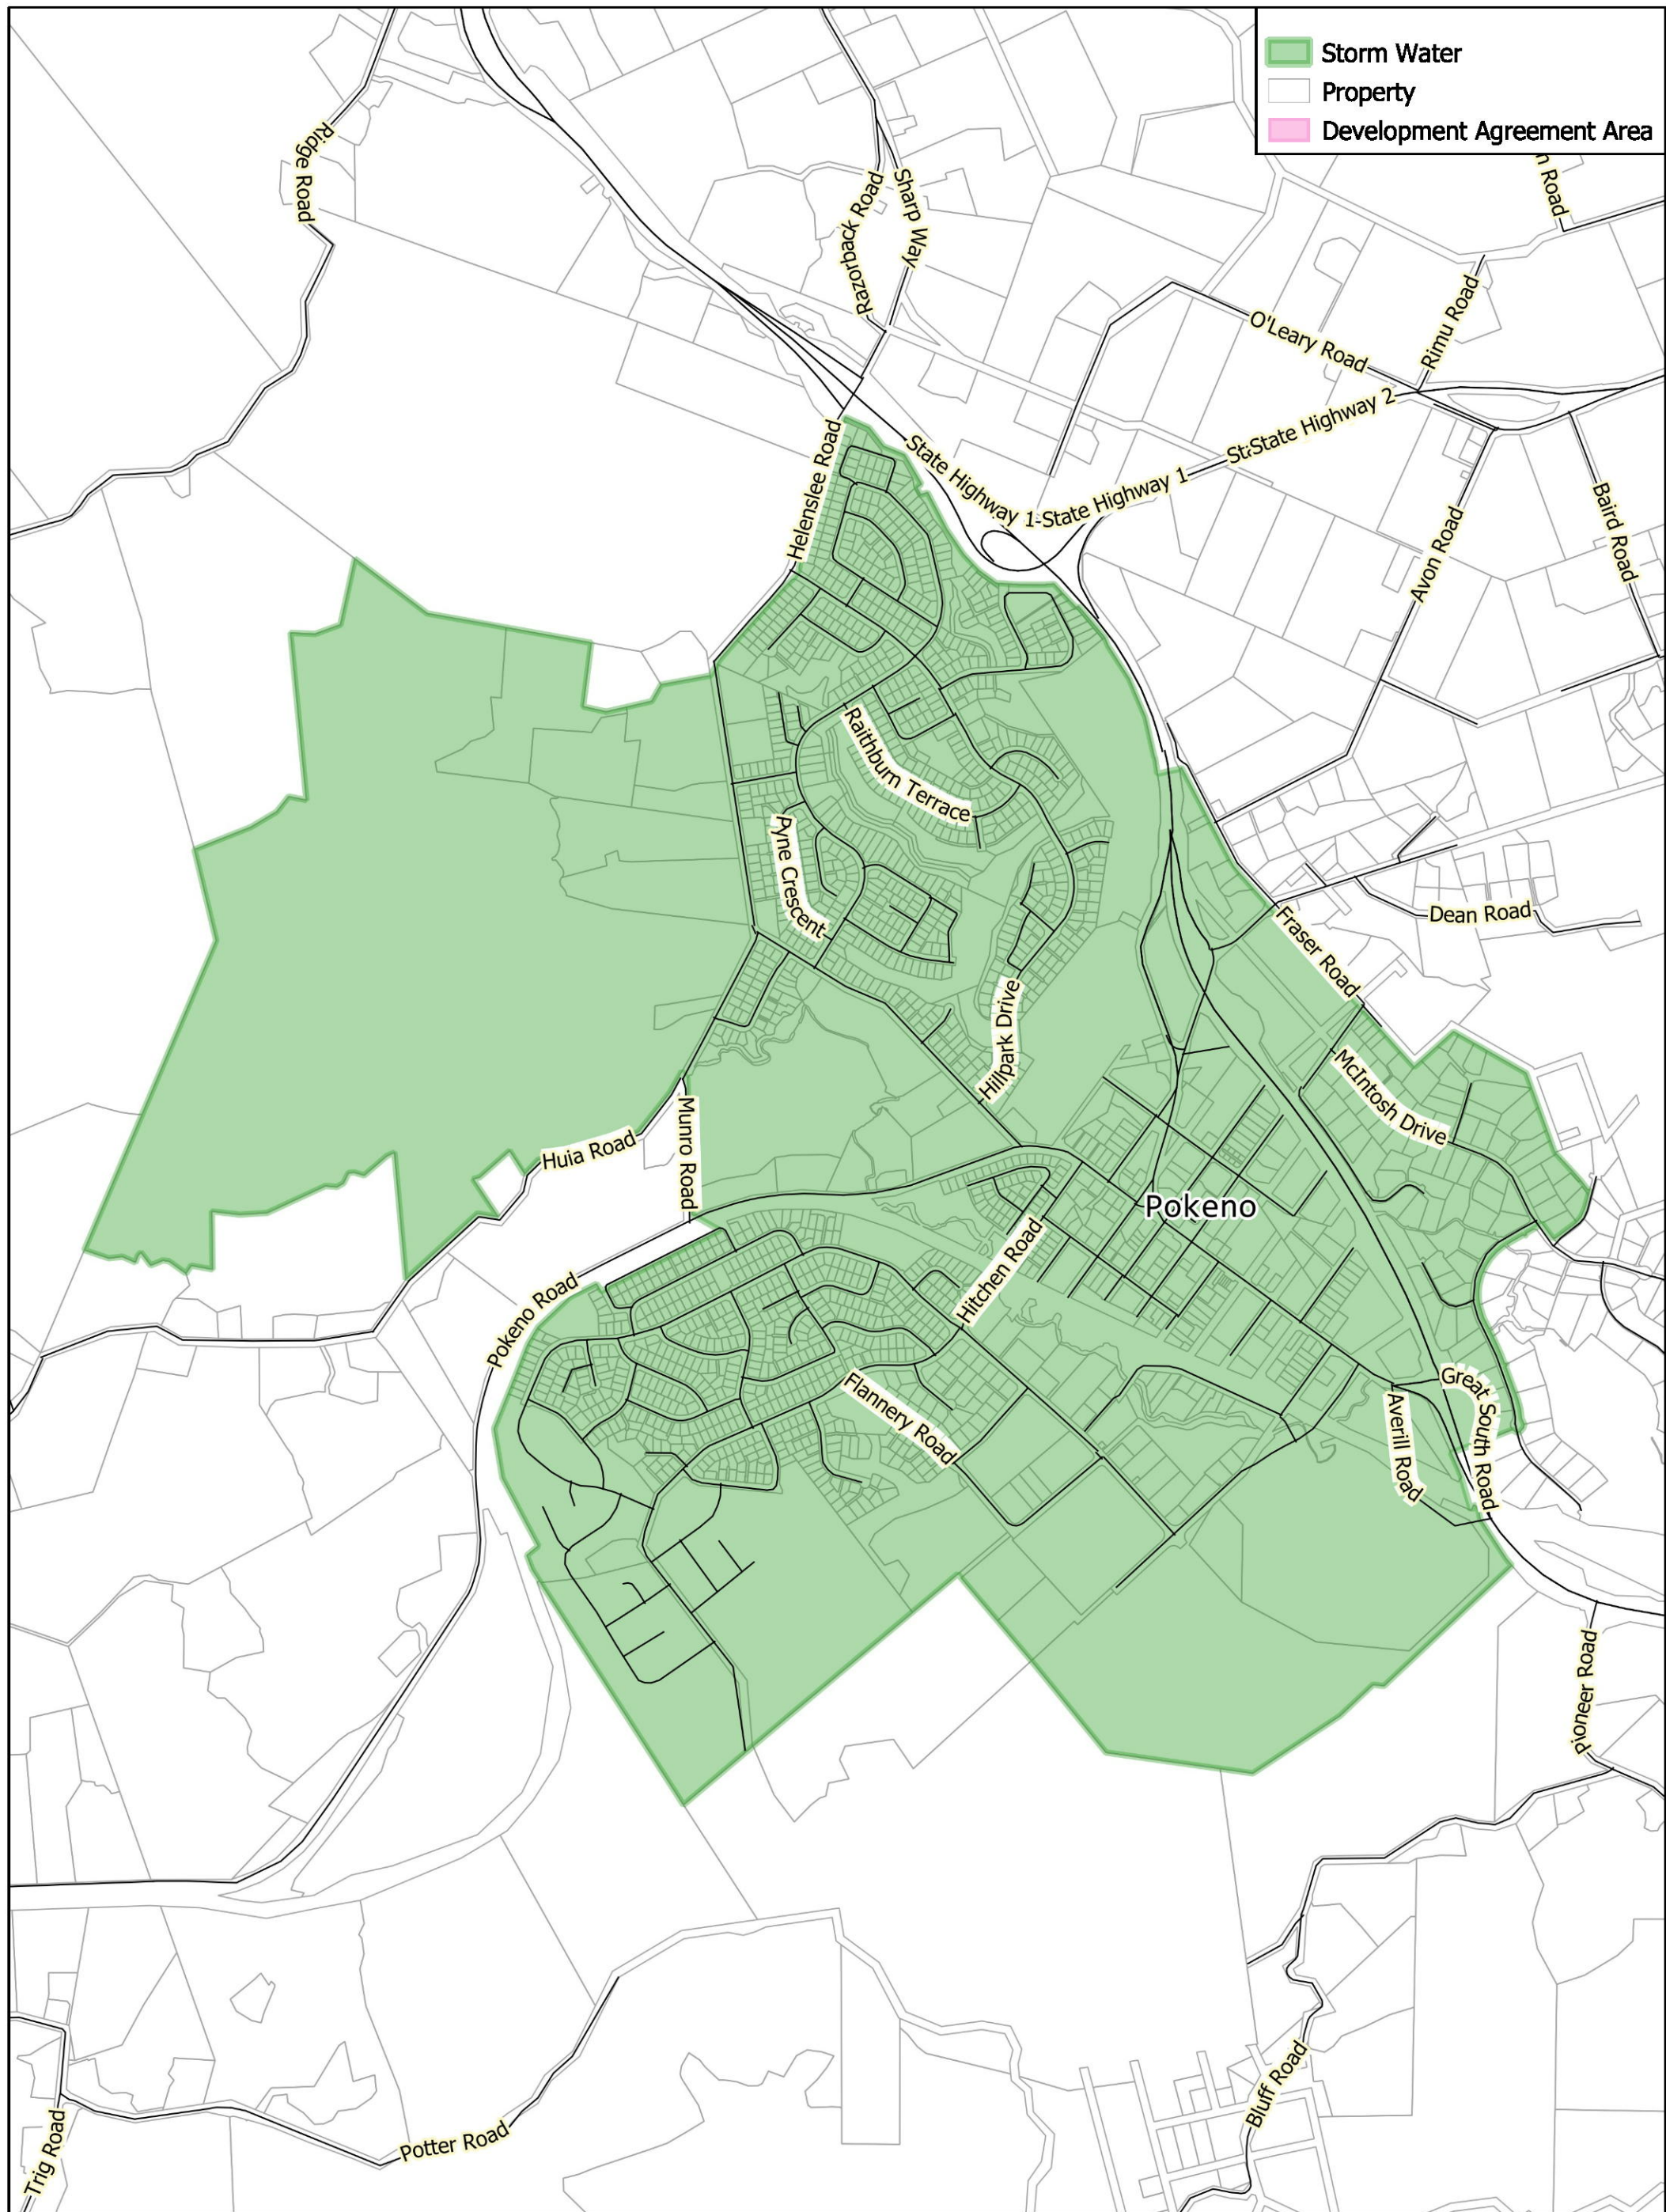 Storm Water
Property
Development Agreement Area
Ridge Road
Razorback Road
Sharp Way
O'Leary Road
Rimu Road
State Highway 2
State Highway 1
State Highway 1
Helenslee Road
Avon Road
Baird Road
Raithburn Terrace
Pyne Crescent
Dean Road
Fraser Road
Hillpark Drive
McIntosh Drive
Huia Road
Munro Road
Pokeno
Hitchen Road
Pokeno Road
Flannery Road
Great South Road
Averill Road
Pioneer Road
Bluff Road
Potter Road
Trig Road